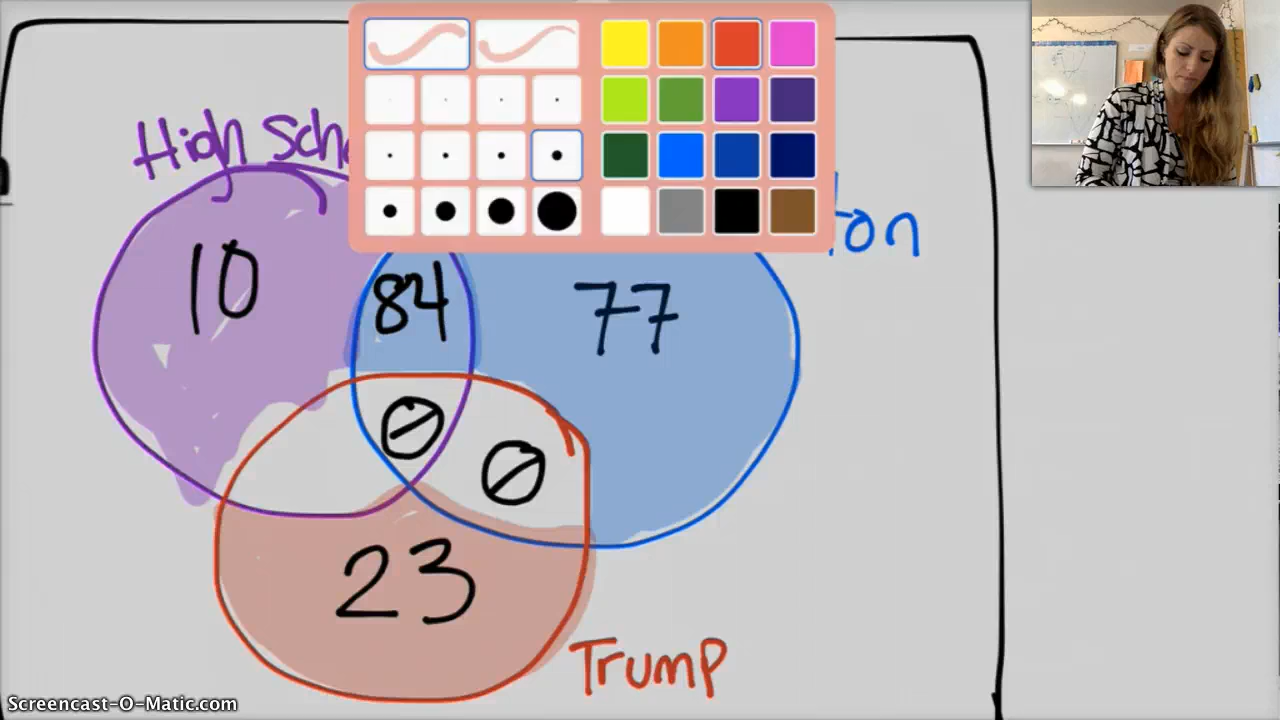 High Sch
ton
10
84
77
∅
∅
23
Trump
Screencast-O-Matic.com